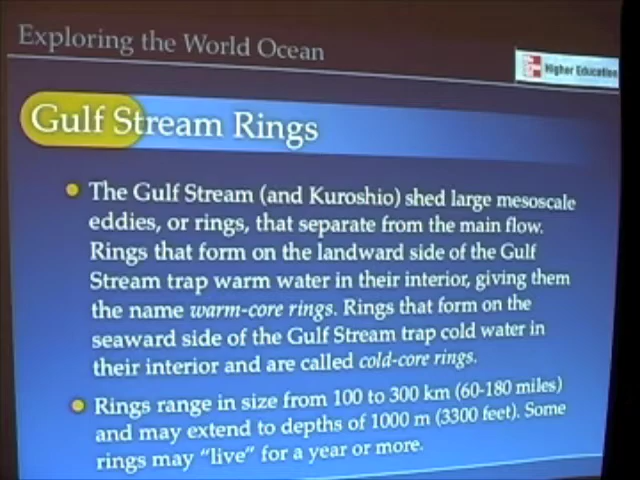 Exploring the World Ocean
Higher Education
Gulf Stream Rings
The Gulf Stream (and Kuroshio) shed large mesoscale
eddies, or rings, that separate from the main flow.
Rings that form on the landward side of the Gulf
Stream trap warm water in their interior, giving them
the name warm-core rings. Rings that form on the
seaward side of the Gulf Stream trap cold water in
their interior and are called cold-core rings.
Rings range in size from 100 to 300 km (60-180 miles)
and may extend to depths of 1000 m (3300 feet). Some
rings may “live” for a year or more.